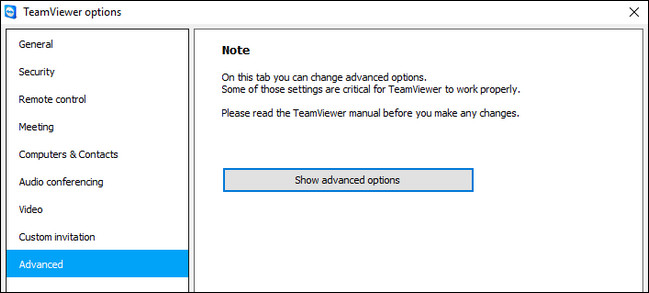 TeamViewer options
General
Security
Remote control
Meeting
Computers & Contacts
Audio conferencing
Video
Custom invitation
Advanced
Note
On this tab you can change advanced options.
Some of those settings are critical for TeamViewer to work properly.
Please read the TeamViewer manual before you make any changes.
Show advanced options